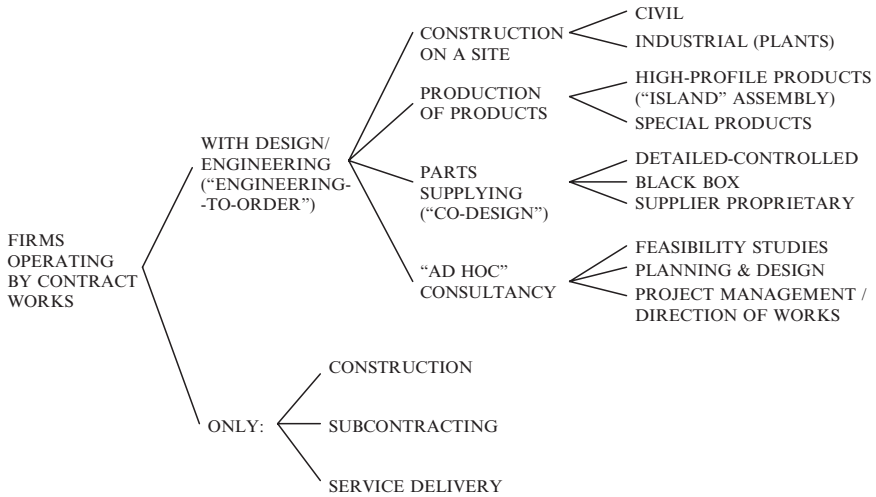 FIRMS
OPERATING
BY CONTRACT
WORKS
WITH DESIGN/
ENGINEERING
(“ENGINEERING-
-TO-ORDER”)
CONSTRUCTION
ON A SITE
CIVIL
INDUSTRIAL (PLANTS)
PRODUCTION
OF PRODUCTS
HIGH-PROFILE PRODUCTS
(“ISLAND” ASSEMBLY)
SPECIAL PRODUCTS
PARTS
SUPPLYING
(“CO-DESIGN”)
DETAILED-CONTROLLED
BLACK BOX
SUPPLIER PROPRIETARY
“AD HOC”
CONSULTANCY
FEASIBILITY STUDIES
PLANNING & DESIGN
PROJECT MANAGEMENT /
DIRECTION OF WORKS
ONLY:
CONSTRUCTION
SUBCONTRACTING
SERVICE DELIVERY